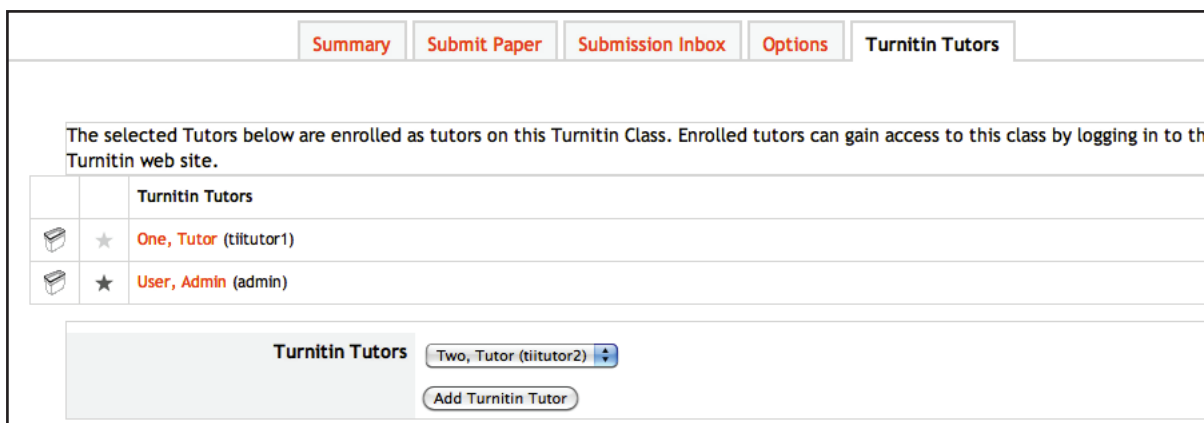 Summary Submit Paper Submission Inbox Options Turnitin Tutors
The selected Tutors below are enrolled as tutors on this Turnitin Class. Enrolled tutors can gain access to this class by logging in to
Turnitin web site.
Turnitin Tutors
One, Tutor (tiitutor1)
User, Admin (admin)
Turnitin Tutors Two, Tutor (tiitutor2)
Add Turnitin Tutor